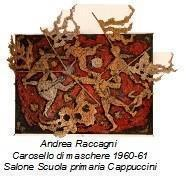 Andrea Raccagni
Carosello di maschere 1960-61
Salone Scuola primaria Cappuccini